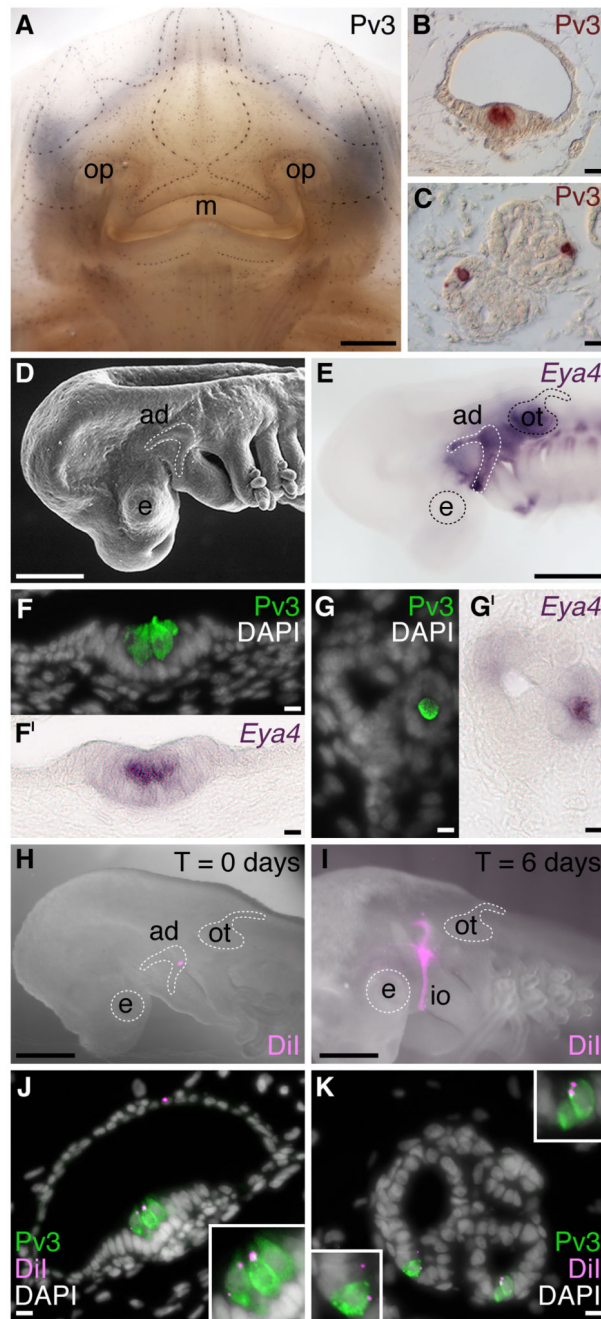 A
Pv3
op
op
m
B
Pv3
C
Pv3
D
ad
e
E
Eya4
ad
ot
e
F
Pv3
DAPI
F'
Eya4
G
Pv3
DAPI
G'
Eya4
H
T = 0 days
ad
ot
e
DiI
I
T = 6 days
ot
e
io
DiI
J
Pv3
DiI
DAPI
K
Pv3
DiI
DAPI